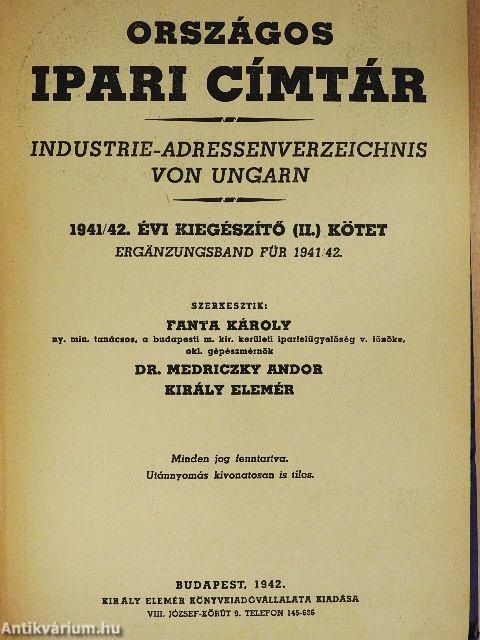 ORSZÁGOS
IPARI CÍMTÁR
INDUSTRIE-ADRESSENVERZEICHNIS
VON UNGARN
1941/42. ÉVI KIEGÉSZÍTŐ (II.) KÖTET
ERGÄNZUNGSBAND FÜR 1941/42.
SZERKESZTIK:
FANTA KÁROLY
ny. min. tanácsos, a budapesti m. kir. kerületi iparfelügyelőség v. főnöke,
okl. gépészmérnök
DR. MEDRICZKY ANDOR
KIRÁLY ELEMÉR
Minden jog fenntartva.
Utánnyomás kivonatosan is tilos.
BUDAPEST, 1942.
KIRÁLY ELEMÉR KÖNYVKIADÓVÁLLALATA KIADÁSA
VIII. JÓZSEF-KÖRÚT 9. TELEFON 145-626
Antikvárium.hu